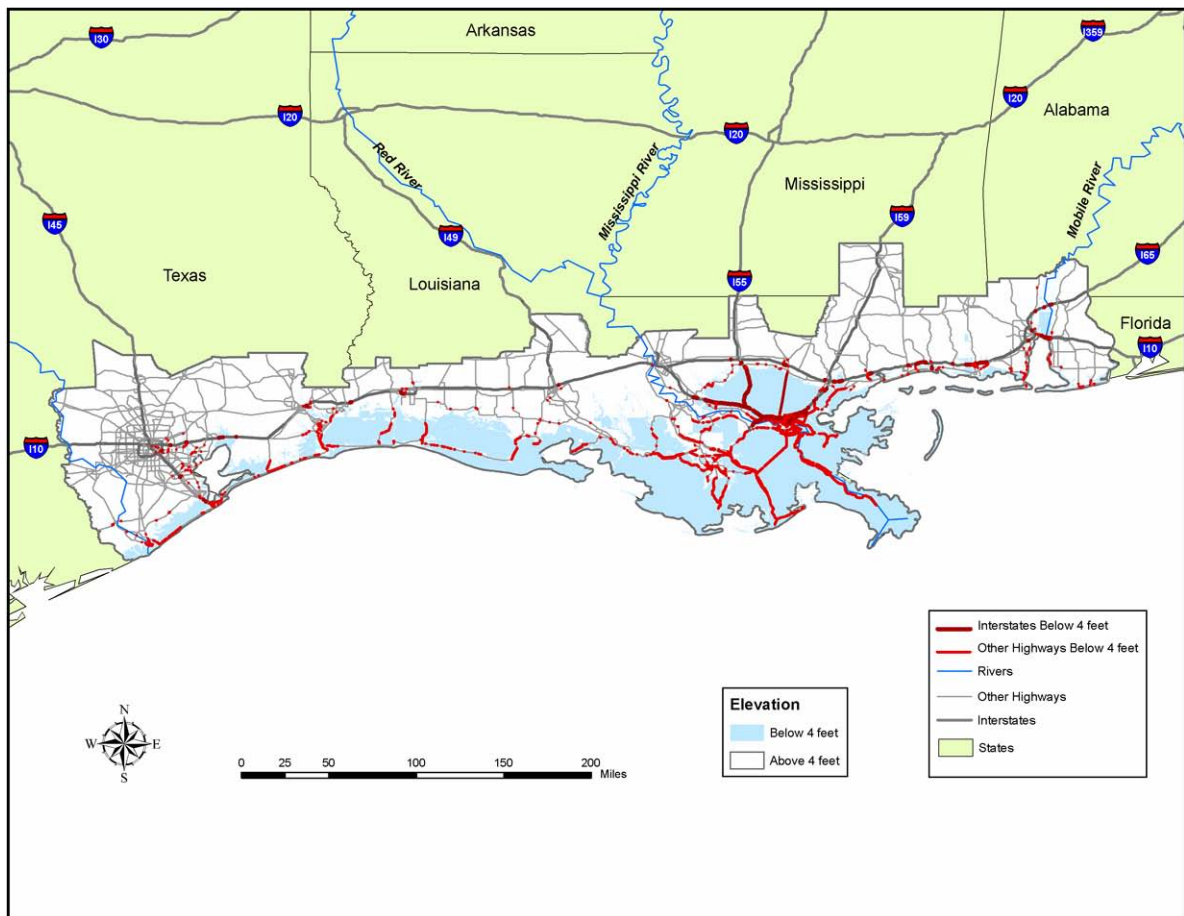 I30
Arkansas
I359
I20
I20
I20
Alabama
Red River
Mississippi River
Mississippi
Mobile River
I45
I49
I59
Texas
Louisiana
I55
I65
Florida
I10
I10
Interstates Below 4 feet
Other Highways Below 4 feet
Rivers
Other Highways
Interstates
States
Elevation
Below 4 feet
Above 4 feet
N
W E
S
0 25 50 100 150 200
Miles